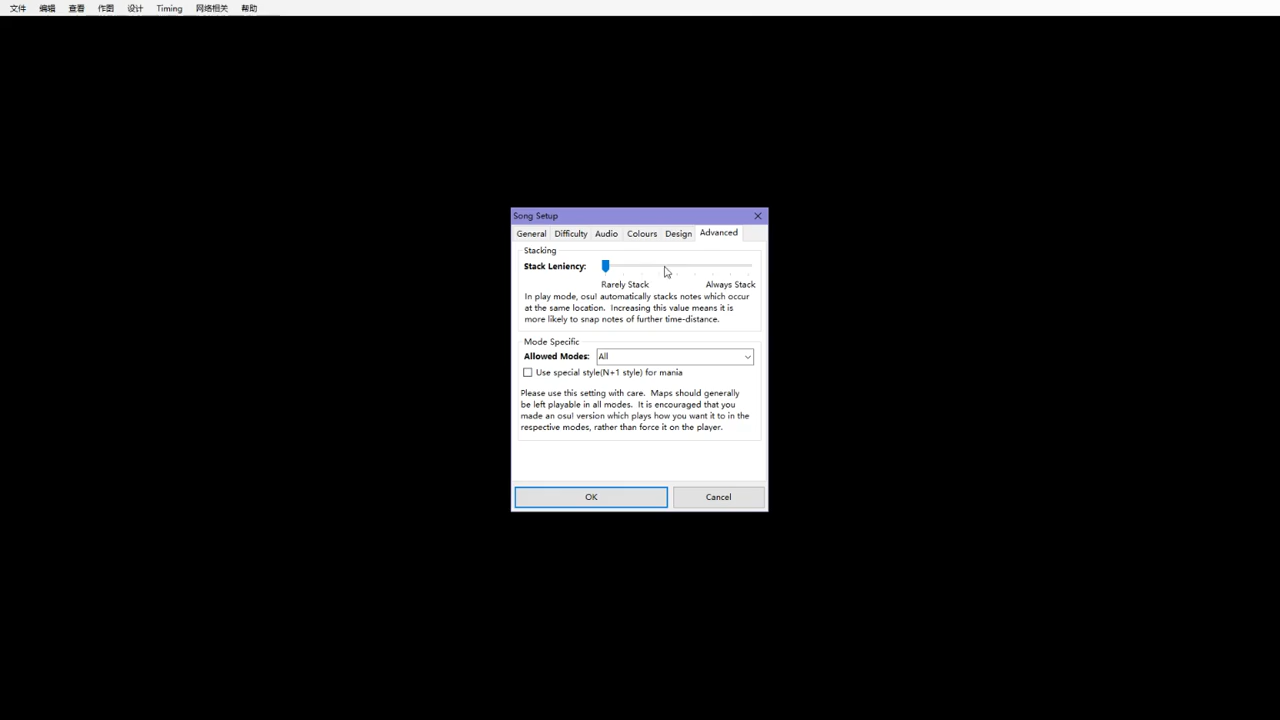 文件 编辑 查看 作图 设计 Timing 网络相关 帮助
Song Setup
General Difficulty Audio Colours Design Advanced
Stacking
Stack Leniency:
Rarely Stack Always Stack
In play mode, osu! automatically stacks notes which occur
at the same location. Increasing this value means it is
more likely to snap notes of further time-distance.
Mode Specific
Allowed Modes: All
Use special style(N+1 style) for mania
Please use this setting with care. Maps should generally
be left playable in all modes. It is encouraged that you
made an osu! version which plays how you want it to in the
respective modes, rather than force it on the player.
OK Cancel